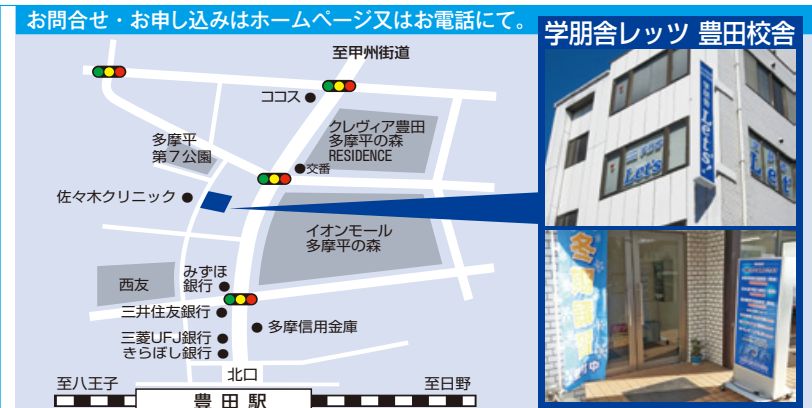 お問合せ・お申し込みはホームページ又はお電話にて。
学朋舎レッツ 豊田校舎
至甲州街道
ココス
クレヴィア豊田
多摩平の森
RESIDENCE
多摩平
第7公園
交番
佐々木クリニック
イオンモール
多摩平の森
西友
みずほ
銀行
三井住友銀行
多摩信用金庫
三菱UFJ銀行
きらぼし銀行
北口
至八王子
至日野
豊田駅
学朋舎 Let's!
Let's